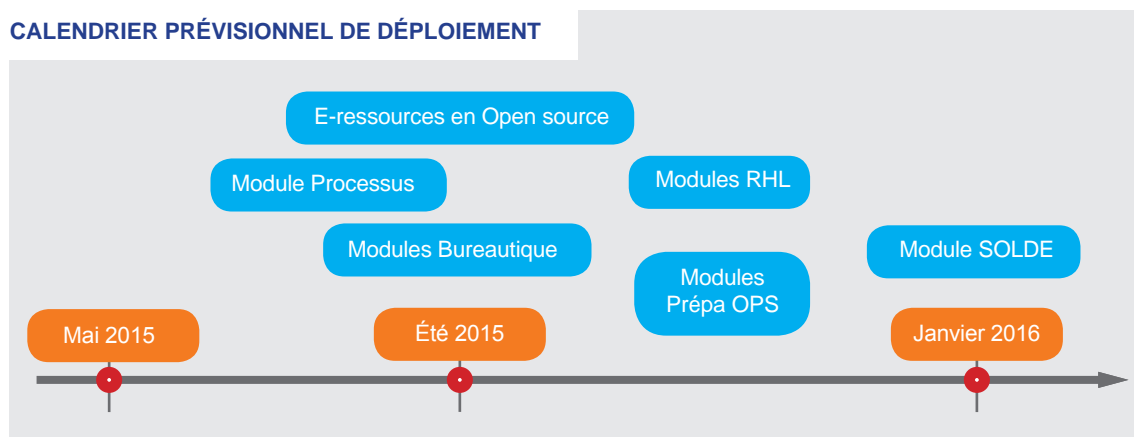 CALENDRIER PRÉVISIONNEL DE DÉPLOIEMENT
E-ressources en Open source
Module Processus
Modules RHL
Modules Bureautique
Module SOLDE
Modules
Prépa OPS
Mai 2015
Été 2015
Janvier 2016